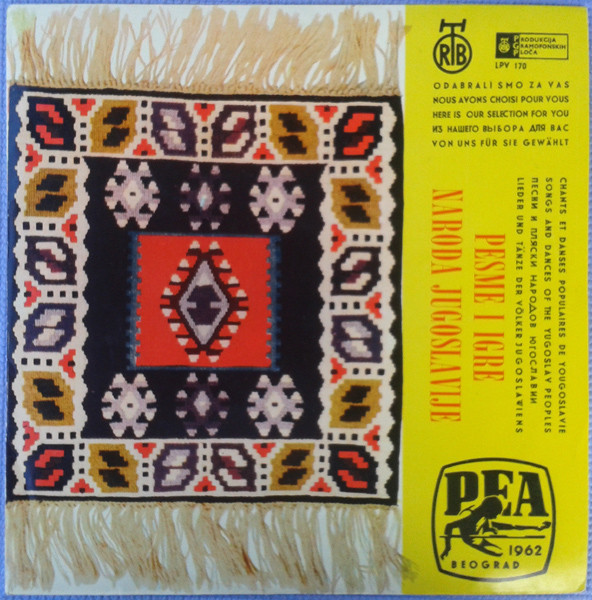 RTB
PGP
PRODUKCIJA
GRAMOFONSKIH
PLOČA
LPV 170
ODABRALI SMO ZA VAS
NOUS AVONS CHOISI POUR VOUS
HERE IS OUR SELECTION FOR YOU
ИЗ НАШЕГО ВЫБОРА ДЛЯ ВАС
VON UNS FÜR SIE GEWÄHLT
CHANTS ET DANSES POPULAIRES DE YOUGOSLAVIE
SONGS AND DANCES OF THE YUGOSLAV PEOPLES
ПЕСНИ И ПЛЯСКИ НАРОДОВ ЮГОСЛАВИИ
LIEDER UND TÄNZE DER VÖLKER JUGOSLAWIENS
PESME I IGRE
NARODA JUGOSLAVIJE
PEA
1962
BEOGRAD